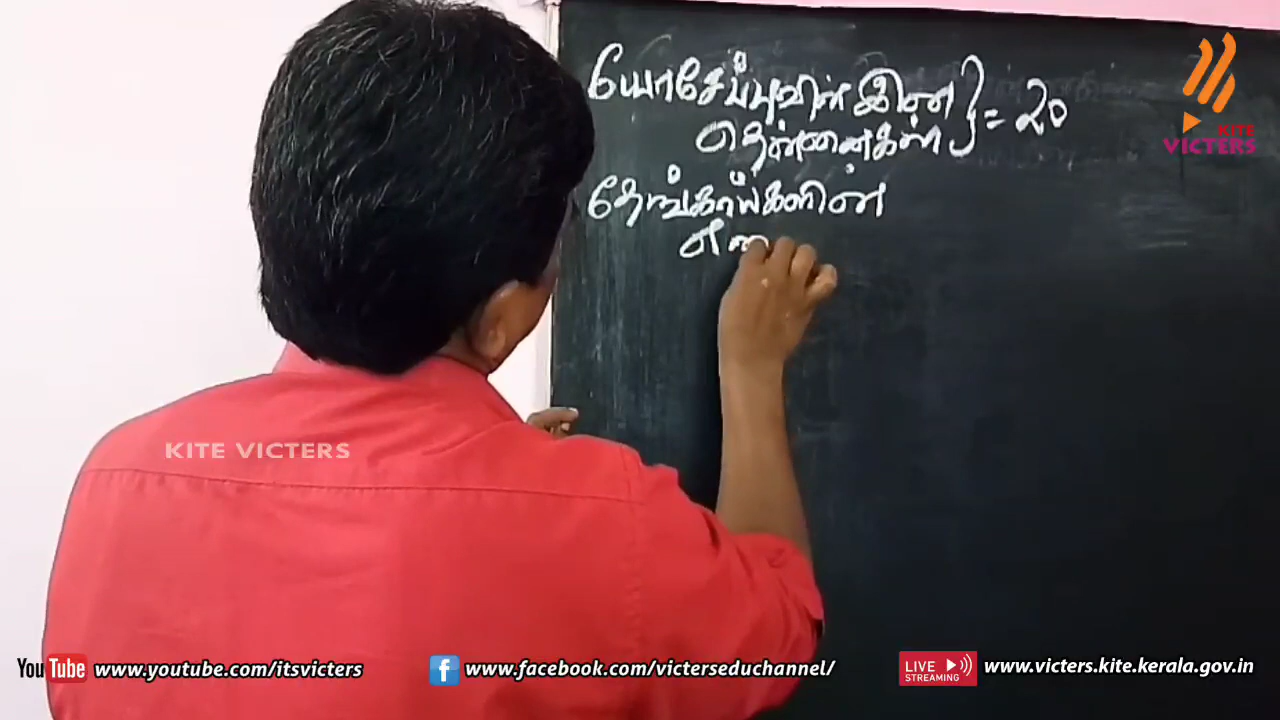 யோசேப்புவின் இன } = 20
தென்னைகள்
தேங்காய்களின்
எண
KITE
VICTERS
KITE VICTERS
YouTube www.youtube.com/itsvicters
f www.facebook.com/victerseduchannel/
LIVE STREAMING www.victers.kite.kerala.gov.in